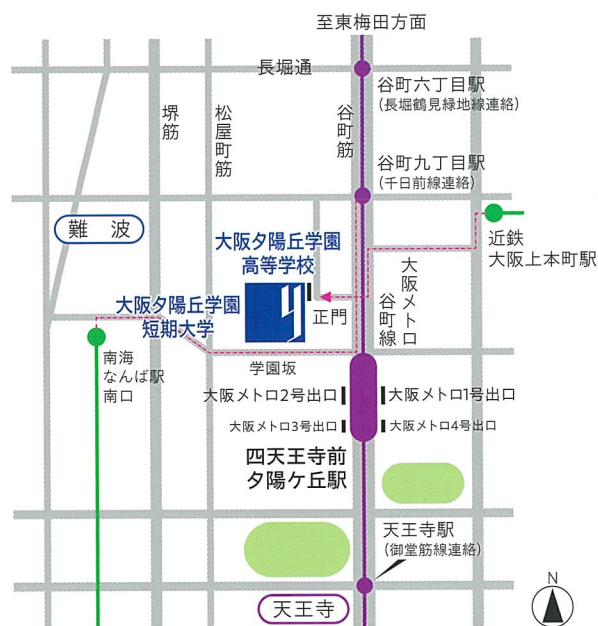 至東梅田方面
長堀通
谷町六丁目駅
(長堀鶴見緑地線連絡)
堺筋
松屋町筋
谷町筋
谷町九丁目駅
(千日前線連絡)
難 波
大阪夕陽丘学園
高等学校
近鉄
大阪上本町駅
大阪メトロ
谷町線
大阪夕陽丘学園
短期大学
正門
南海
なんば駅
南口
学園坂
大阪メトロ2号出口
大阪メトロ1号出口
大阪メトロ3号出口
大阪メトロ4号出口
四天王寺前
夕陽ケ丘駅
天王寺駅
(御堂筋線連絡)
天王寺
N